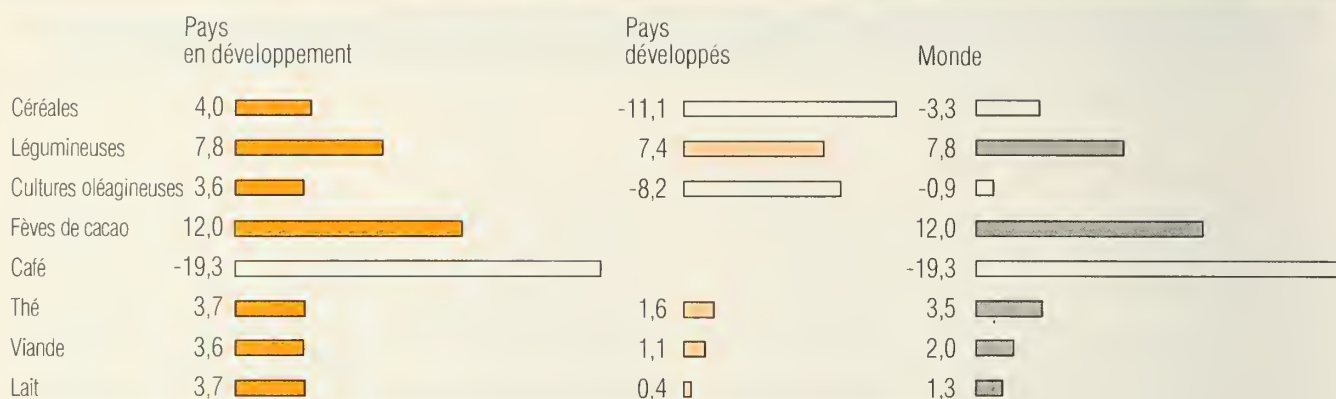 Pays
en développement
Pays
développés
Monde
Céréales 4,0 -11,1 -3,3
Légumineuses 7,8 7,4 7,8
Cultures oléagineuses 3,6 -8,2 -0,9
Fèves de cacao 12,0 12,0
Café -19,3 -19,3
Thé 3,7 1,6 3,5
Viande 3,6 1,1 2,0
Lait 3,7 0,4 1,3